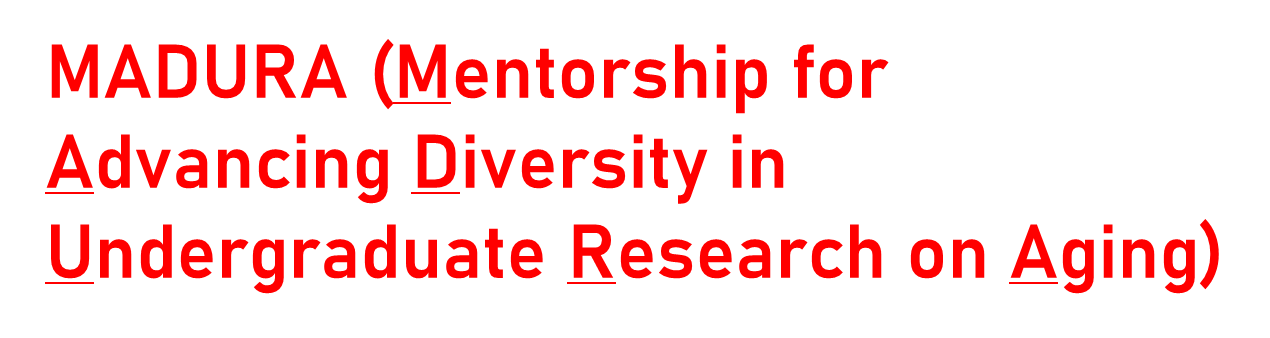 MADURA (Mentorship for
Advancing Diversity in
Undergraduate Research on Aging)